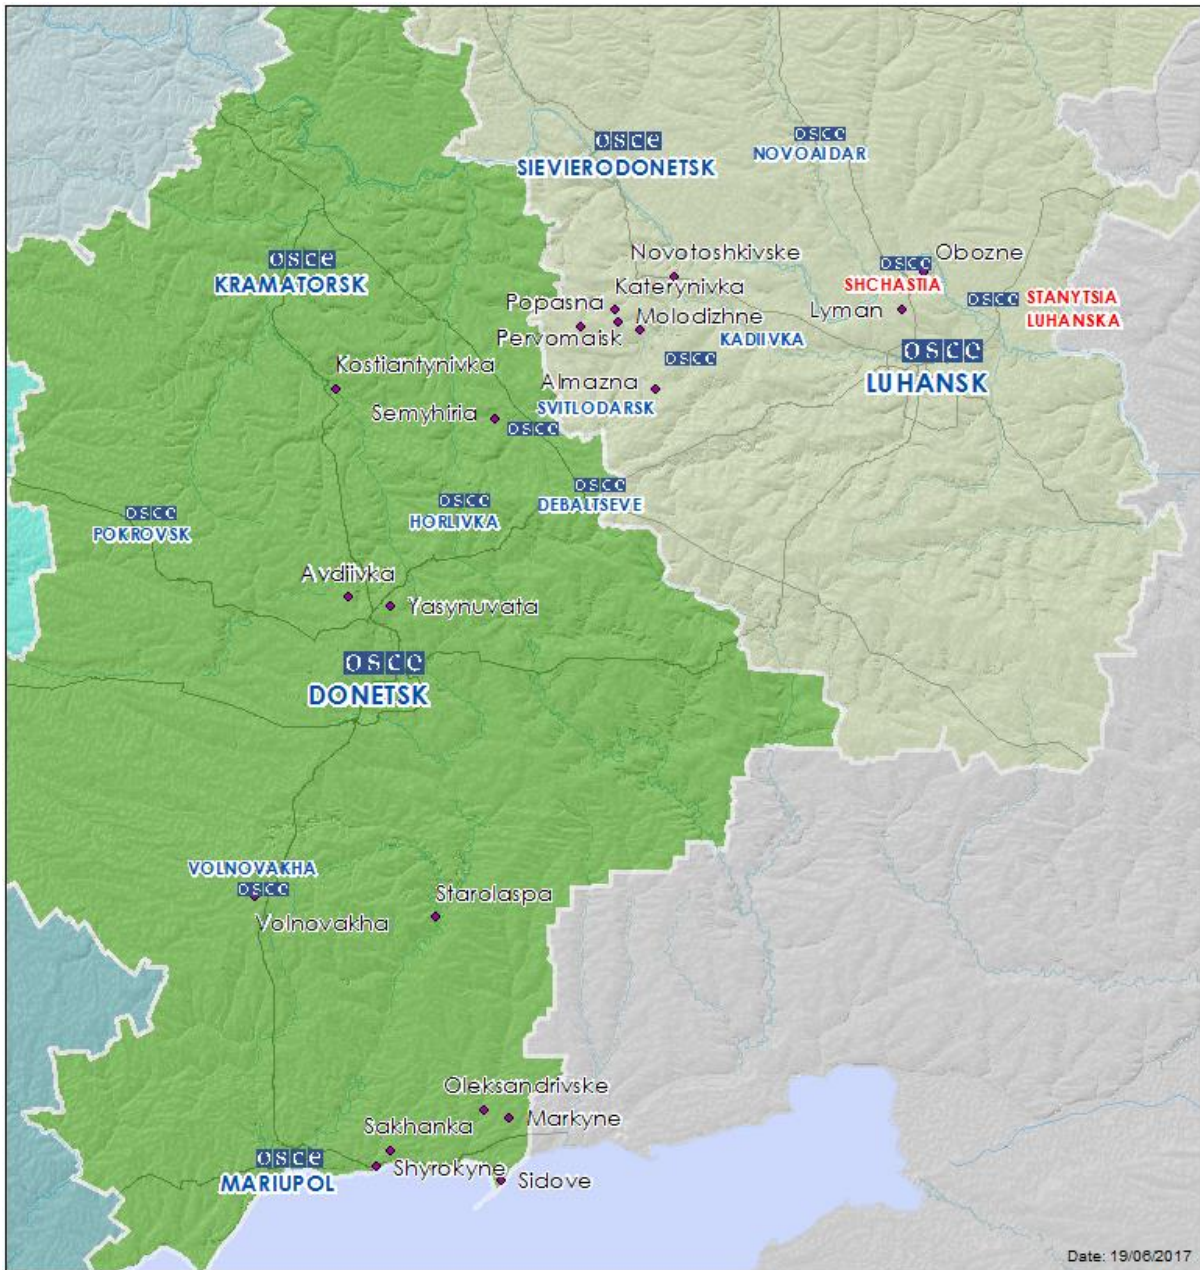 osce
SIEVIERODONETSK
osce
NOVOAIDAR
osce
KRAMATORSK
Novotoshkivske
osce
Obozne
SHCHASTIA
osce
STANYTSIA
LUHANSKA
Popasna
Katerynivka
Lyman
Pervomaisk
Molodizhne
KADIIVKA
osce
osce
LUHANSK
Kostiantynivka
Almazna
SVITLODARSK
Semyhiria
osce
osce
POKROVSK
osce
HORLIVKA
osce
DEBALTSEVE
Avdiivka
Yasynuvata
osce
DONETSK
VOLNOVAKHA
osce
Volnovakha
Starolaspa
Oleksandrivske
Markyne
Sakhanka
osce
MARIUPOL
Shyrokyne
Sidove
Date: 19/06/2017